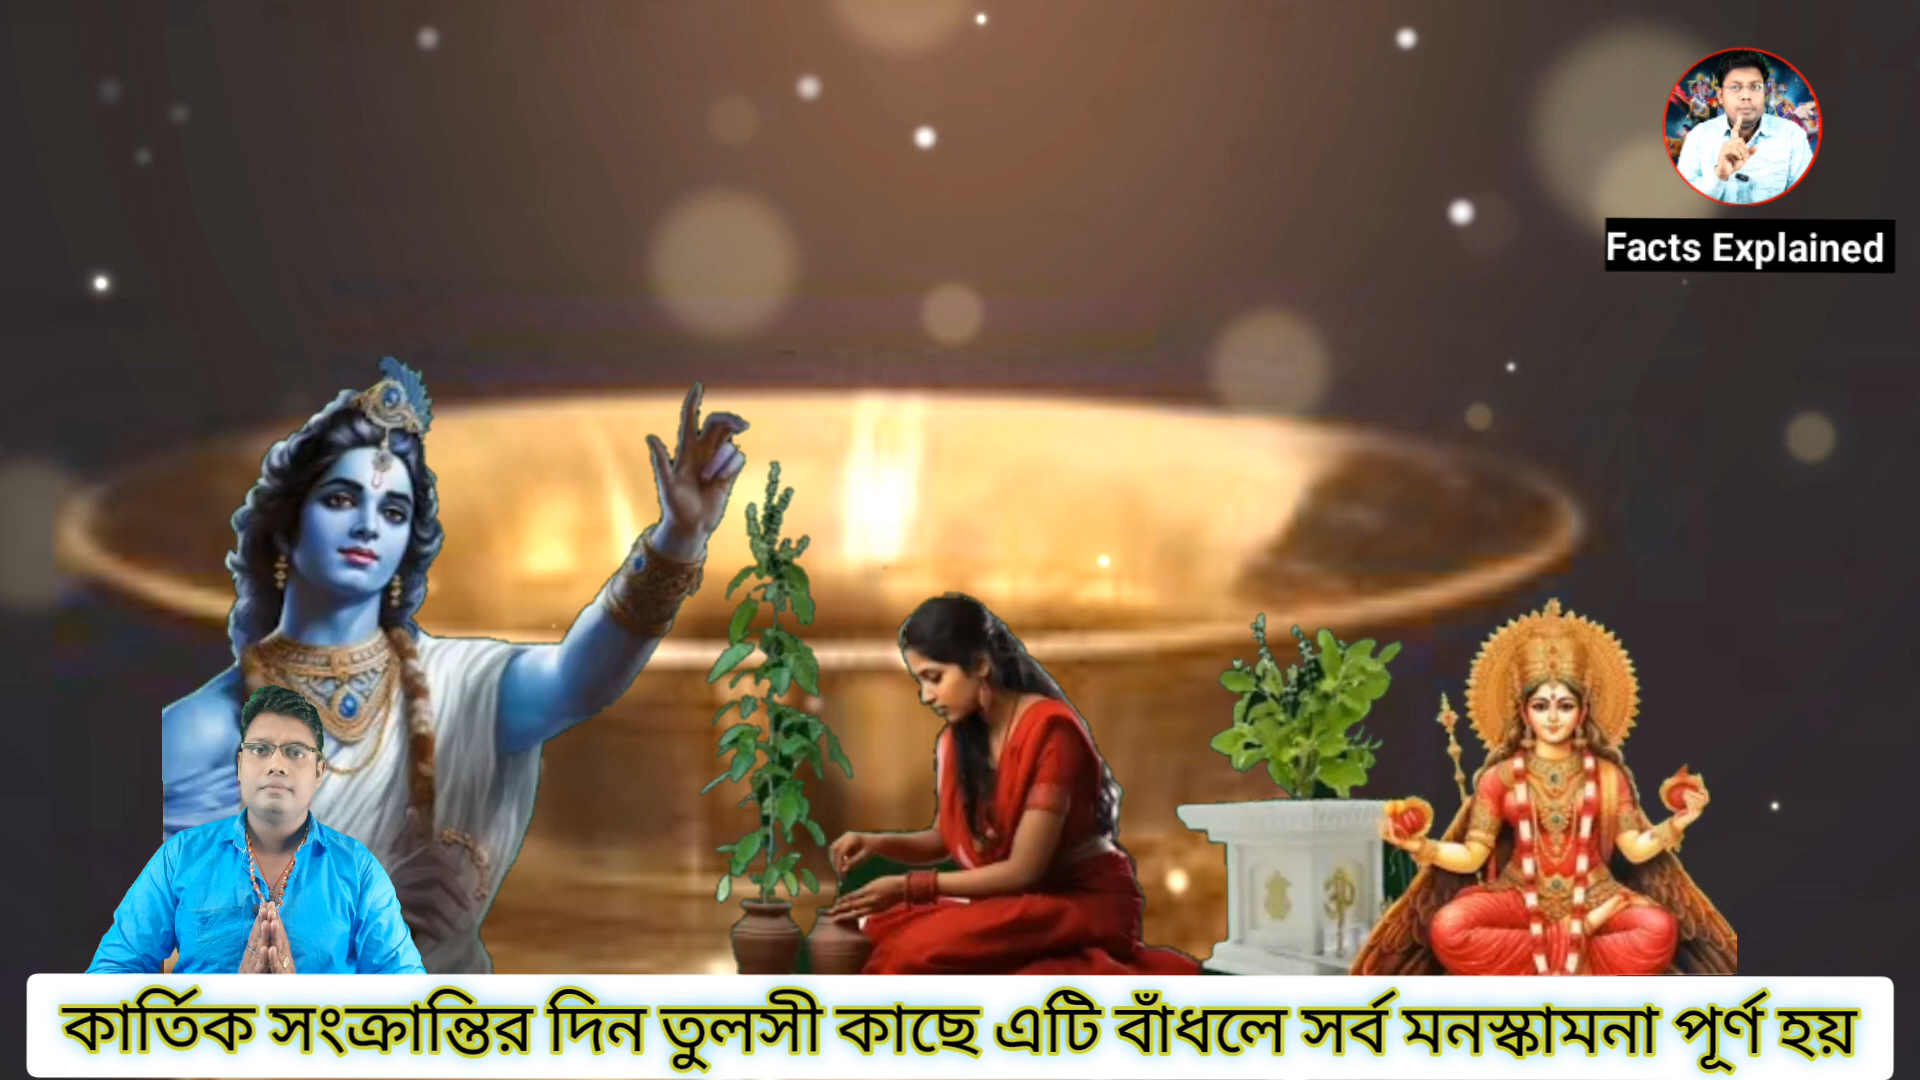 Facts Explained
কার্তিক সংক্রান্তির দিন তুলসী কাছে এটি বাঁধলে সর্ব মনস্কামনা পূর্ণ হয়